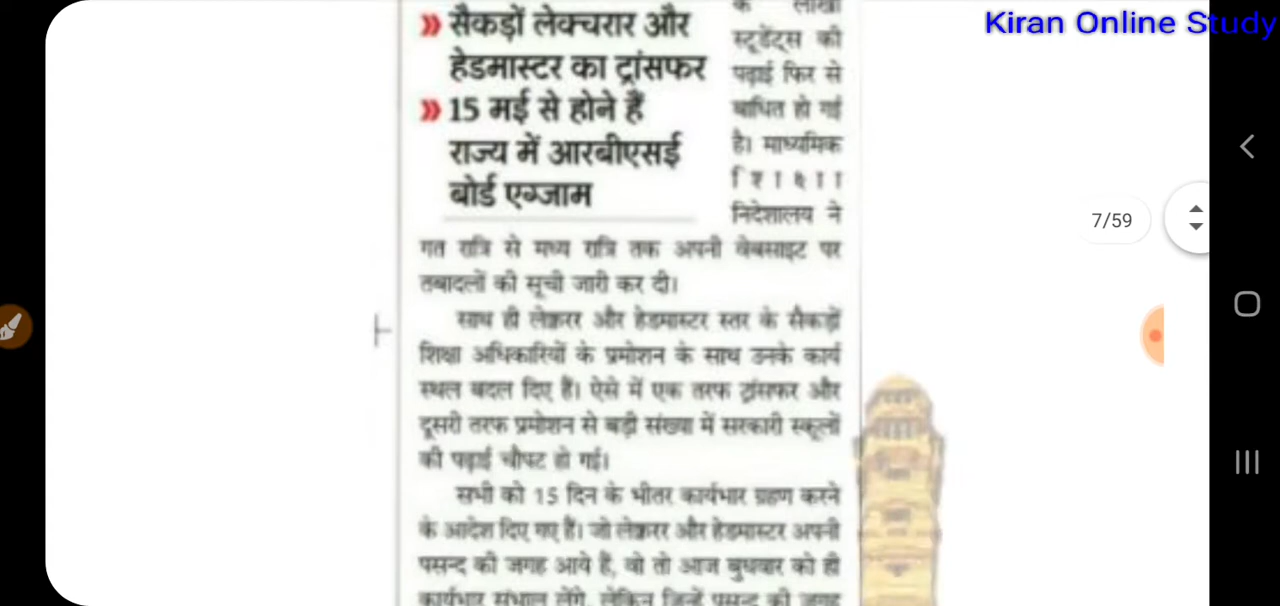 Kiran Online Study
» सैकड़ों लेक्चरार और
हेडमास्टर का ट्रांसफर
» 15 मई से होने हैं
राज्य में आरबीएसई
बोर्ड एग्जाम
के लाखों
स्टूडेंट्स की
पढ़ाई फिर से
बाधित हो गई
है। माध्यमिक
शिक्षा
निदेशालय ने
गत रात्रि से मध्य रात्रि तक अपनी वेबसाइट पर
तबादलों की सूची जारी कर दी।
साथ ही लेक्चरर और हेडमास्टर स्तर के सैकड़ों
शिक्षा अधिकारियों के प्रमोशन के साथ उनके कार्य
स्थल बदल दिए हैं। ऐसे में एक तरफ ट्रांसफर और
दूसरी तरफ प्रमोशन से बड़ी संख्या में सरकारी स्कूलों
की पढ़ाई चौपट हो गई।
सभी को 15 दिन के भीतर कार्यभार ग्रहण करने
के आदेश दिए गए हैं। जो लेक्चरर और हेडमास्टर अपनी
पसन्द की जगह आये हैं, वो तो आज बुधवार को ही
कार्यभार संभाल लेंगे, लेकिन जिन्हें पसन्द की जगह
7/59